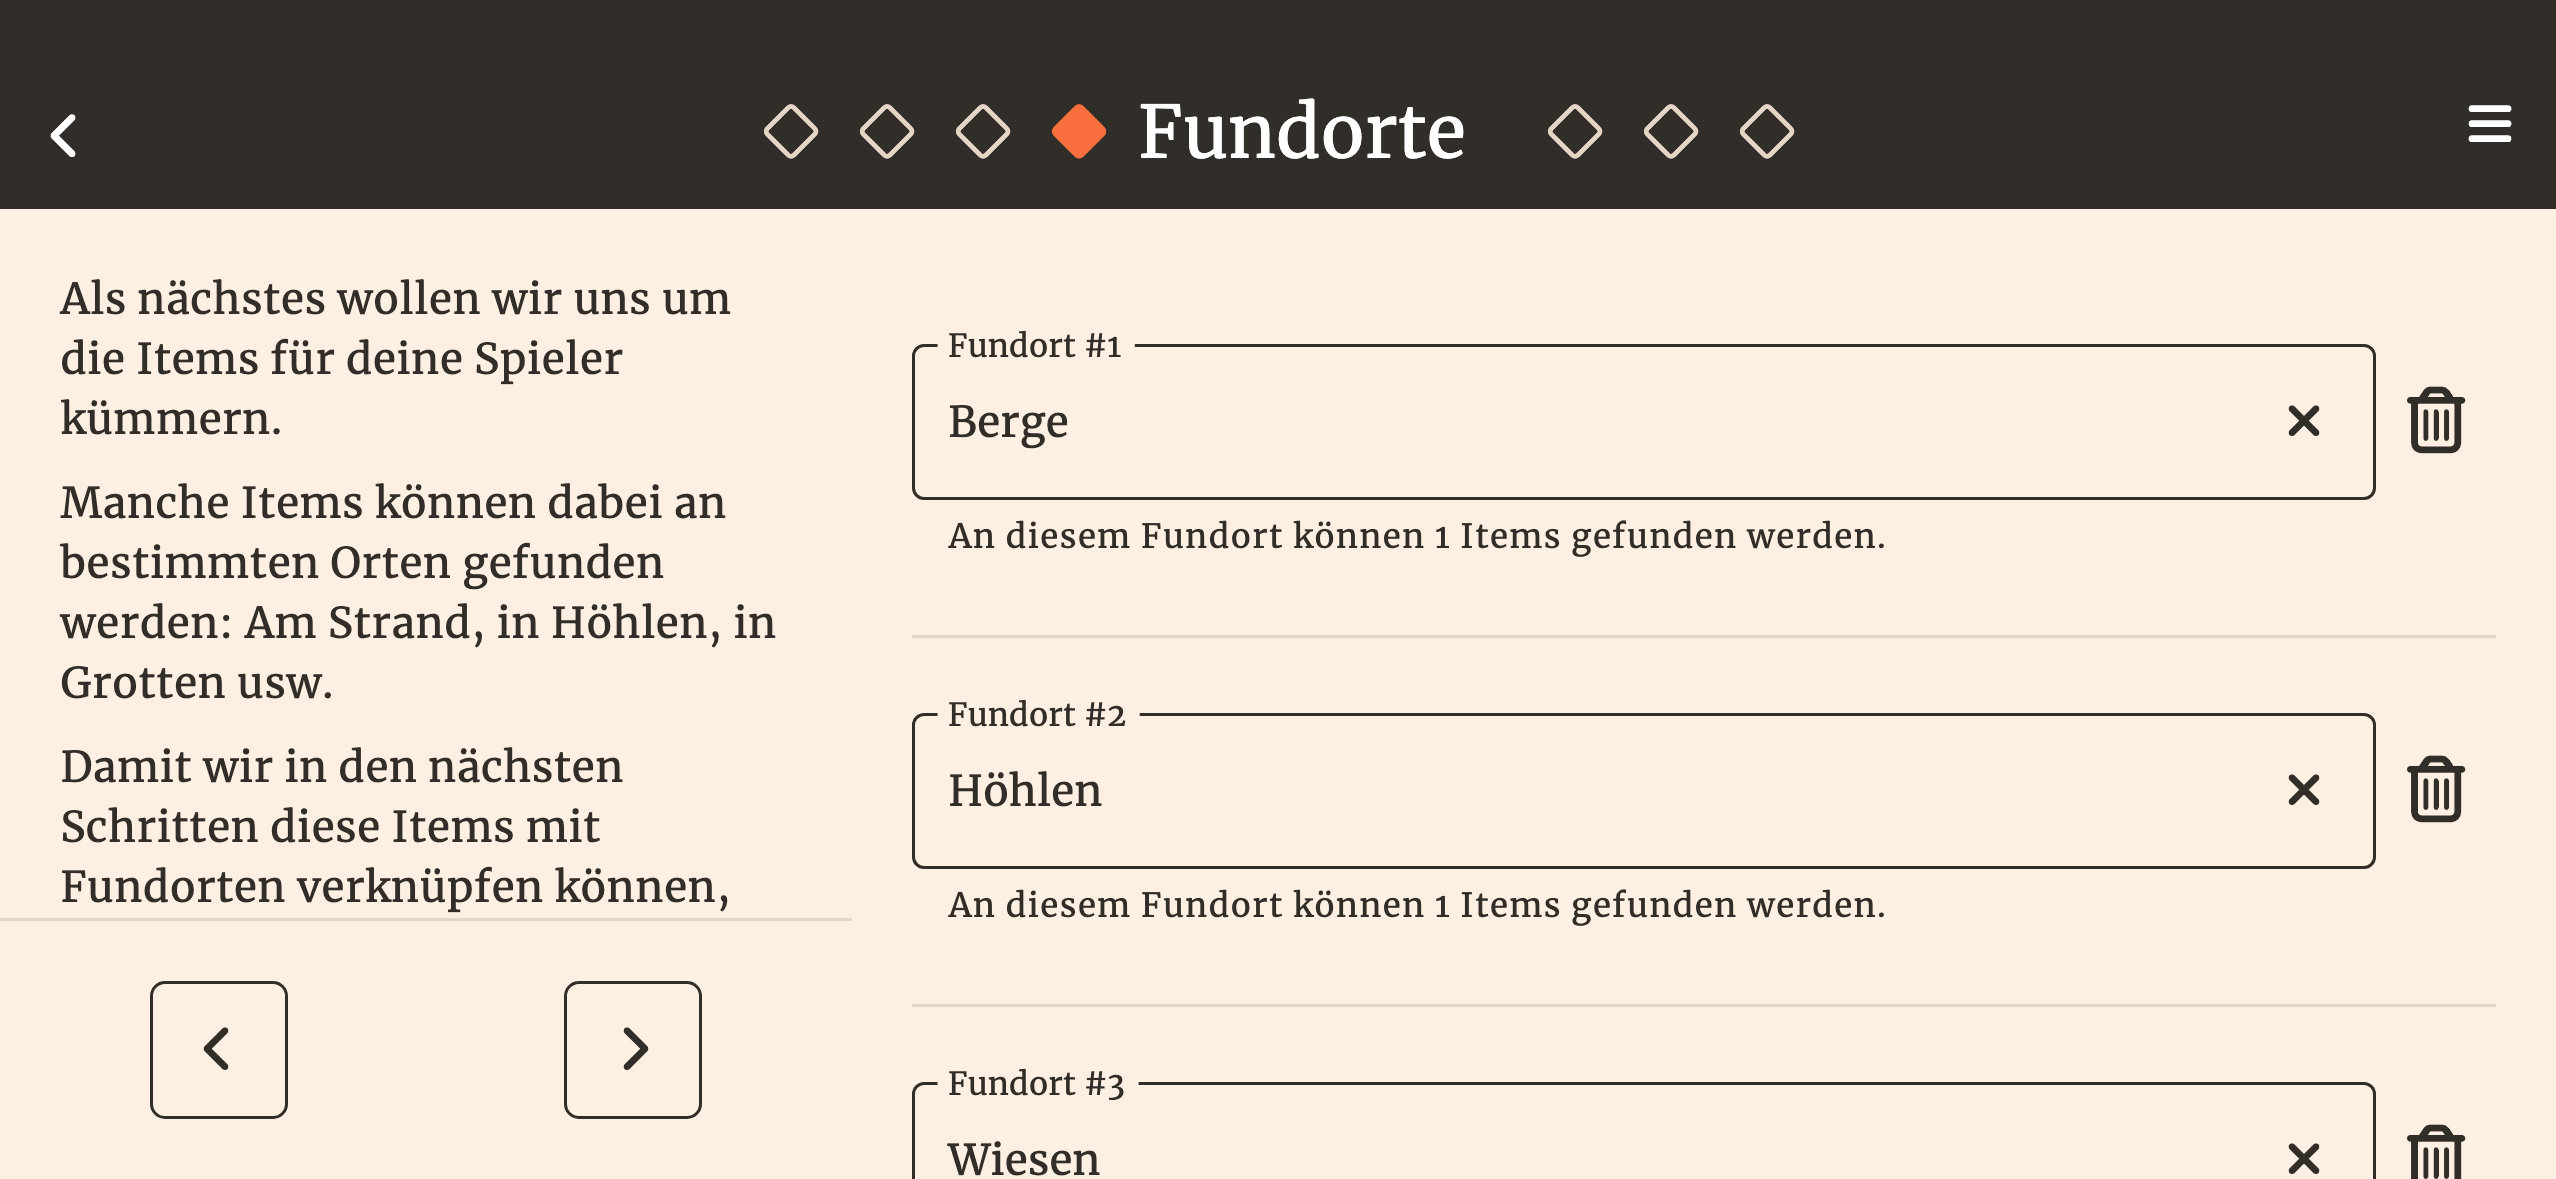 Fundorte
Als nächstes wollen wir uns um
die Items für deine Spieler
kümmern.
Manche Items können dabei an
bestimmten Orten gefunden
werden: Am Strand, in Höhlen, in
Grotten usw.
Damit wir in den nächsten
Schritten diese Items mit
Fundorten verknüpfen können,
Fundort #1
Berge
An diesem Fundort können 1 Items gefunden werden.
Fundort #2
Höhlen
An diesem Fundort können 1 Items gefunden werden.
Fundort #3
Wiesen